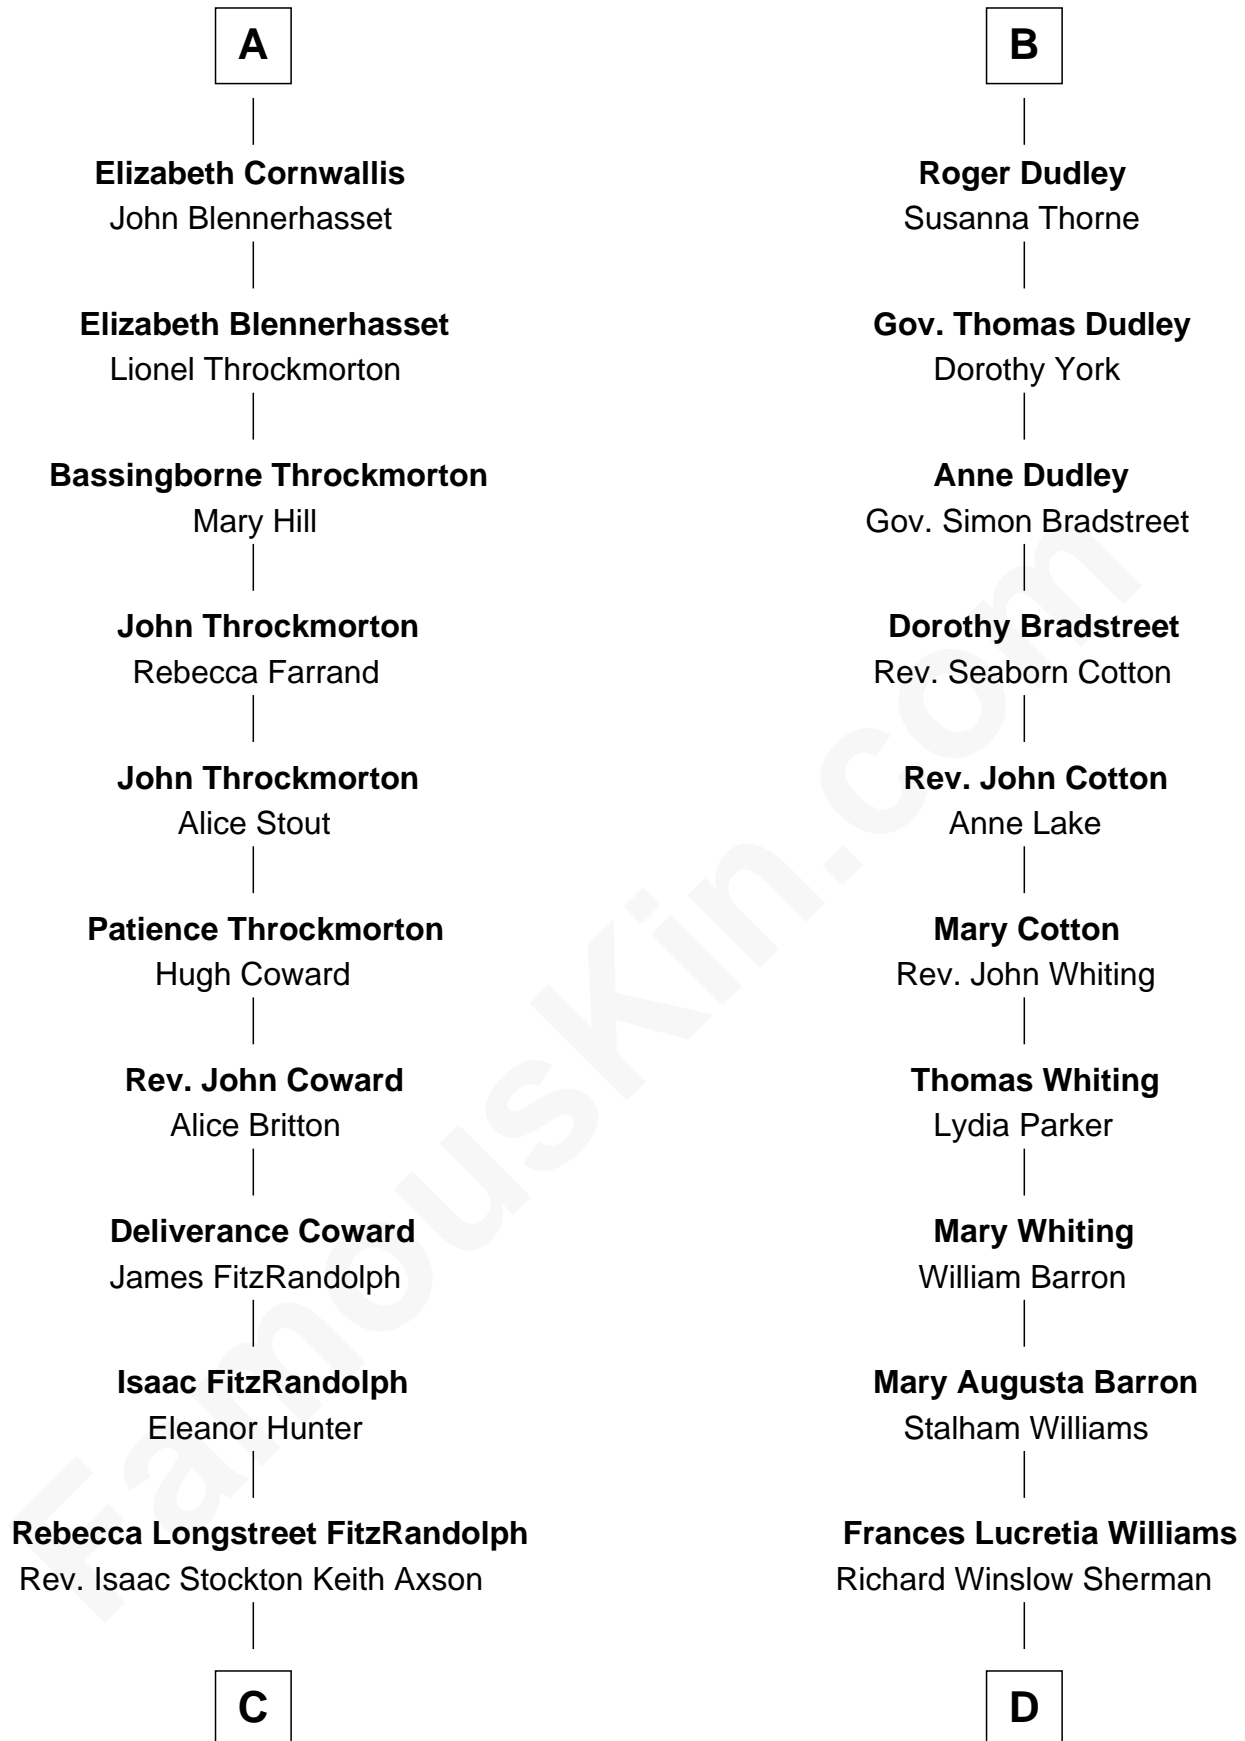 A
Elizabeth Cornwallis
John Blennerhasset
Elizabeth Blennerhasset
Lionel Throckmorton
Bassingborne Throckmorton
Mary Hill
John Throckmorton
Rebecca Farrand
John Throckmorton
Alice Stout
Patience Throckmorton
Hugh Coward
Rev. John Coward
Alice Britton
Deliverance Coward
James FitzRandolph
Isaac FitzRandolph
Eleanor Hunter
Rebecca Longstreet FitzRandolph
Rev. Isaac Stockton Keith Axson
C
B
Roger Dudley
Susanna Thorne
Gov. Thomas Dudley
Dorothy York
Anne Dudley
Gov. Simon Bradstreet
Dorothy Bradstreet
Rev. Seaborn Cotton
Rev. John Cotton
Anne Lake
Mary Cotton
Rev. John Whiting
Thomas Whiting
Lydia Parker
Mary Whiting
William Barron
Mary Augusta Barron
Stalham Williams
Frances Lucretia Williams
Richard Winslow Sherman
D
FamousKin.com